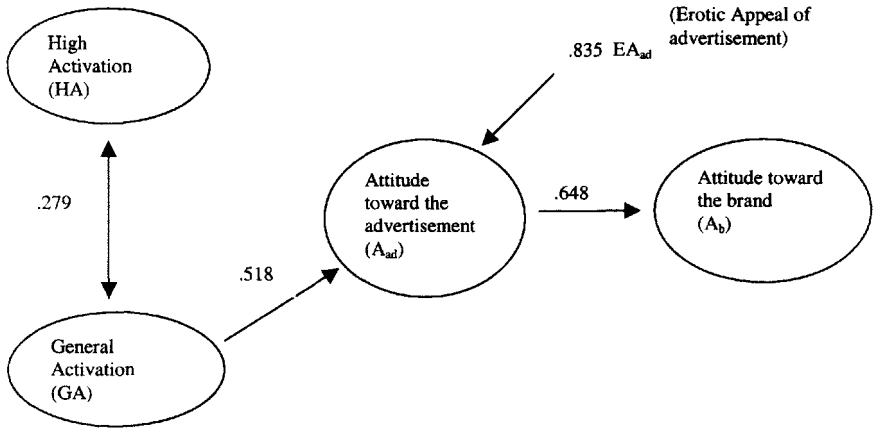 High
Activation
(HA)
(Erotic Appeal of
advertisement)
.835 EAad
.279
Attitude
toward the
advertisement
(Aad)
.648
Attitude toward
the brand
(Ab)
.518
General
Activation
(GA)